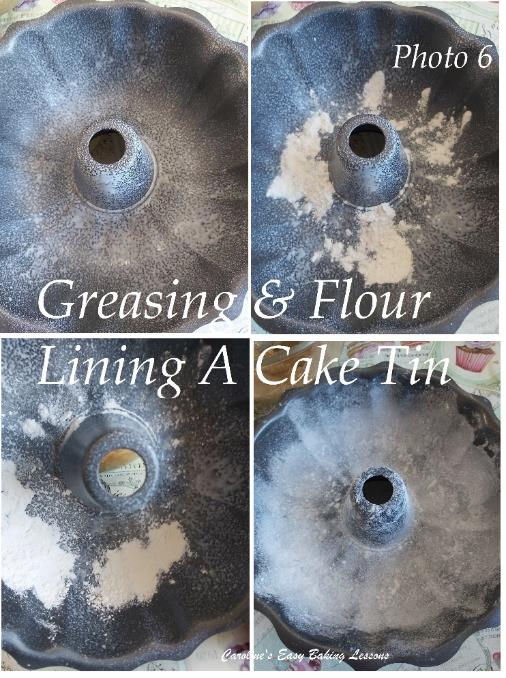 Photo 6
Greasing & Flour
Lining A Cake Tin
Caroline's Easy Baking Lessons